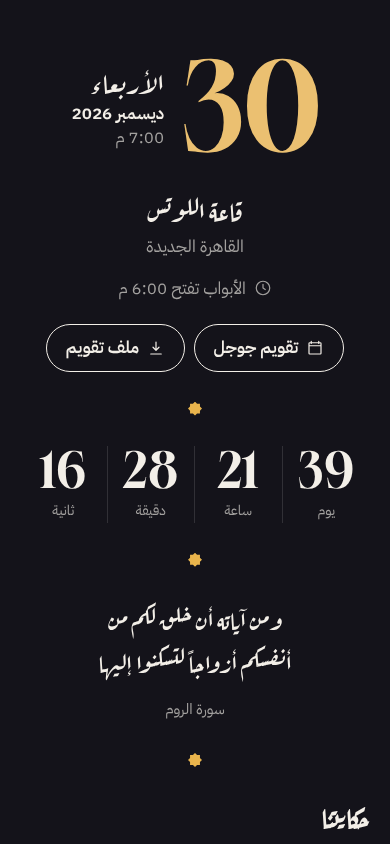 30
الأربعاء
ديسمبر 2026
7:00 م
قاعة اللوتس
القاهرة الجديدة
الأبواب تفتح 6:00 م
تقويم جوجل
ملف تقويم
39 21 28 16
يوم ساعة دقيقة ثانية
ومن آياته أن خلق لكم من
أنفسكم أزواجاً لتسكنوا إليها
سورة الروم
حكايتنا